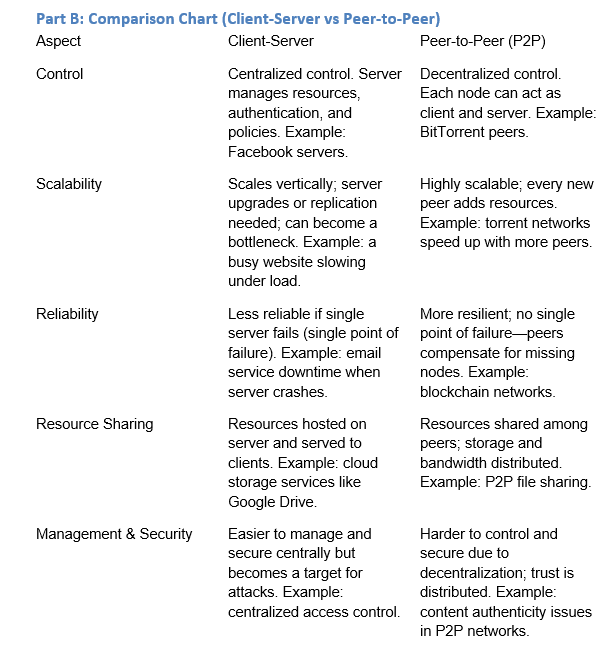 Part B: Comparison Chart (Client-Server vs Peer-to-Peer)
Aspect Client-Server Peer-to-Peer (P2P)
Control Centralized control. Server Decentralized control.
manages resources, Each node can act as
authentication, and client and server. Example:
policies. Example: BitTorrent peers.
Facebook servers.
Scalability Scales vertically; server Highly scalable; every new
upgrades or replication peer adds resources.
needed; can become a Example: torrent networks
bottleneck. Example: a speed up with more peers.
busy website slowing
under load.
Reliability Less reliable if single More resilient; no single
server fails (single point of point of failure—peers
failure). Example: email compensate for missing
service downtime when nodes. Example:
server crashes. blockchain networks.
Resource Sharing Resources hosted on Resources shared among
server and served to peers; storage and
clients. Example: cloud bandwidth distributed.
storage services like Example: P2P file sharing.
Google Drive.
Management & Security Easier to manage and Harder to control and
secure centrally but secure due to
becomes a target for decentralization; trust is
attacks. Example: distributed. Example:
centralized access control. content authenticity issues
in P2P networks.